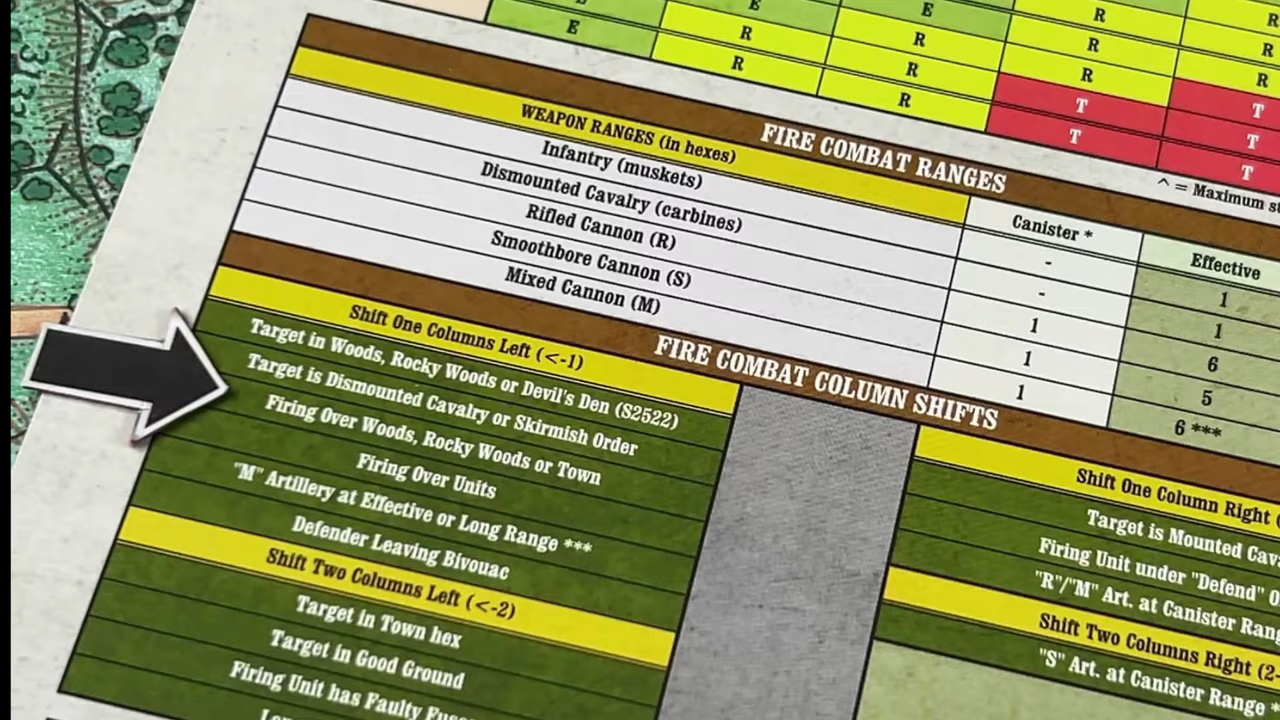 E E E R R
E R R R R
R R R R
R T T
T T
T
^ = Maximum
FIRE COMBAT RANGES
WEAPON RANGES (in hexes) Canister * Effective
Infantry (muskets) - 1
Dismounted Cavalry (carbines) - 1
Rifled Cannon (R) 1 6
Smoothbore Cannon (S) 1 5
Mixed Cannon (M) 1 6 ***
FIRE COMBAT COLUMN SHIFTS
Shift One Columns Left (<-1)
Target in Woods, Rocky Woods or Devil's Den (S2522)
Target is Dismounted Cavalry or Skirmish Order
Firing Over Woods, Rocky Woods or Town
Firing Over Units
"M" Artillery at Effective or Long Range ***
Defender Leaving Bivouac
Shift Two Columns Left (<-2)
Target in Town hex
Target in Good Ground
Firing Unit has Faulty
Shift One Column Right
Target is Mounted
Firing Unit under "Defend"
"R"/"M" Art. at Canister
Shift Two Columns Right
"S" Art. at Canister Range *